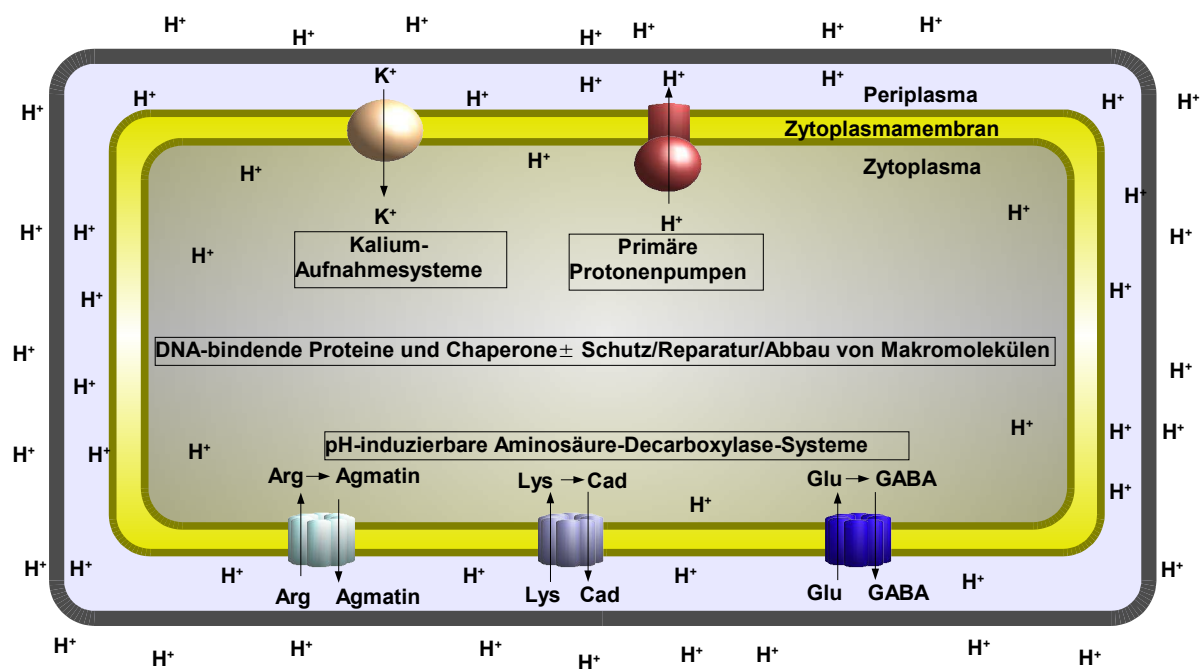 H⁺ H⁺ H⁺ H⁺ H⁺ H⁺
K⁺ H⁺ H⁺ H⁺
H⁺ H⁺ H⁺ Periplasma H⁺ H⁺
Zytoplasmamembran
H⁺ H⁺ Zytoplasma
H⁺
K⁺ H⁺ H⁺
H⁺ H⁺ H⁺
Kalium-
Aufnahmesysteme
Primäre
Protonenpumpen
H⁺
H⁺ H⁺
DNA-bindende Proteine und Chaperone± Schutz/Reparatur/Abbau von Makromolekülen
H⁺
H⁺ H⁺
H⁺ H⁺ H⁺
pH-induzierbare Aminosäure-Decarboxylase-Systeme
H⁺ H⁺ H⁺
Arg Agmatin Lys Cad Glu GABA
H⁺ H⁺
H⁺ H⁺ H⁺ H⁺ H⁺ H⁺ H⁺
Arg Agmatin Lys Cad Glu GABA
H⁺ H⁺ H⁺ H⁺ H⁺ H⁺ H⁺ H⁺ H⁺